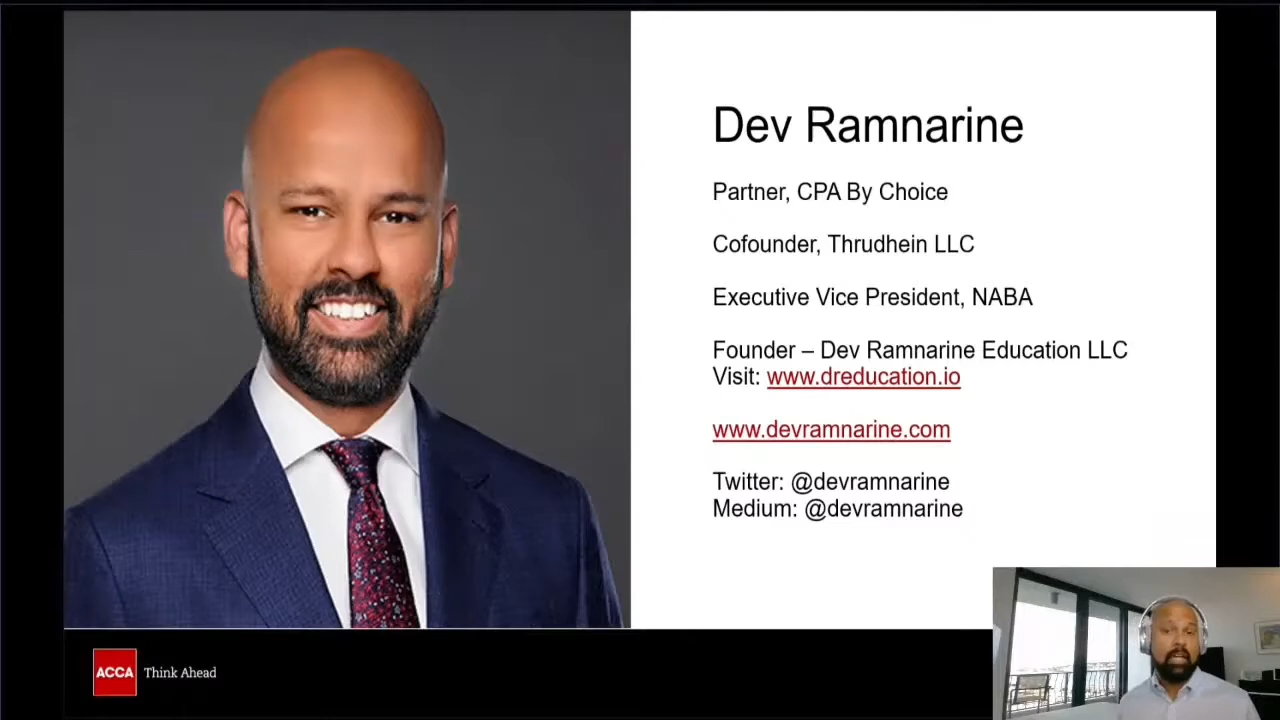 Dev Ramnarine
Partner, CPA By Choice
Cofounder, Thrudhein LLC
Executive Vice President, NABA
Founder – Dev Ramnarine Education LLC
Visit: www.dreducation.io
www.devramnarine.com
Twitter: @devramnarine
Medium: @devramnarine
ACCA Think Ahead